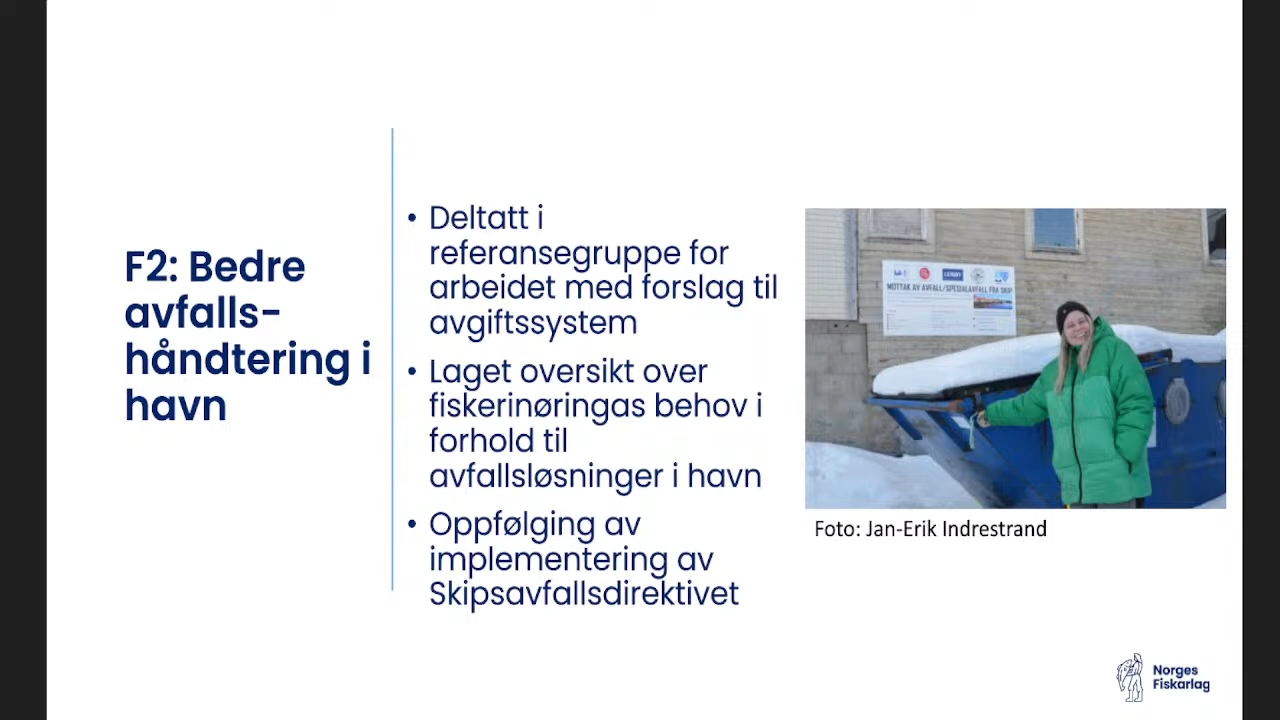 F2: Bedre
avfalls-
håndtering i
havn
• Deltatt i
referansegruppe for
arbeidet med forslag til
avgiftssystem
• Laget oversikt over
fiskerinøringas behov i
forhold til
avfallsløsninger i havn
• Oppfølging av
implementering av
Skipsavfallsdirektivet
MOTTAK AV AVFALL/SPESIALAVFALL FRA SKIP
Foto: Jan-Erik Indrestrand
Norges
Fiskarlag